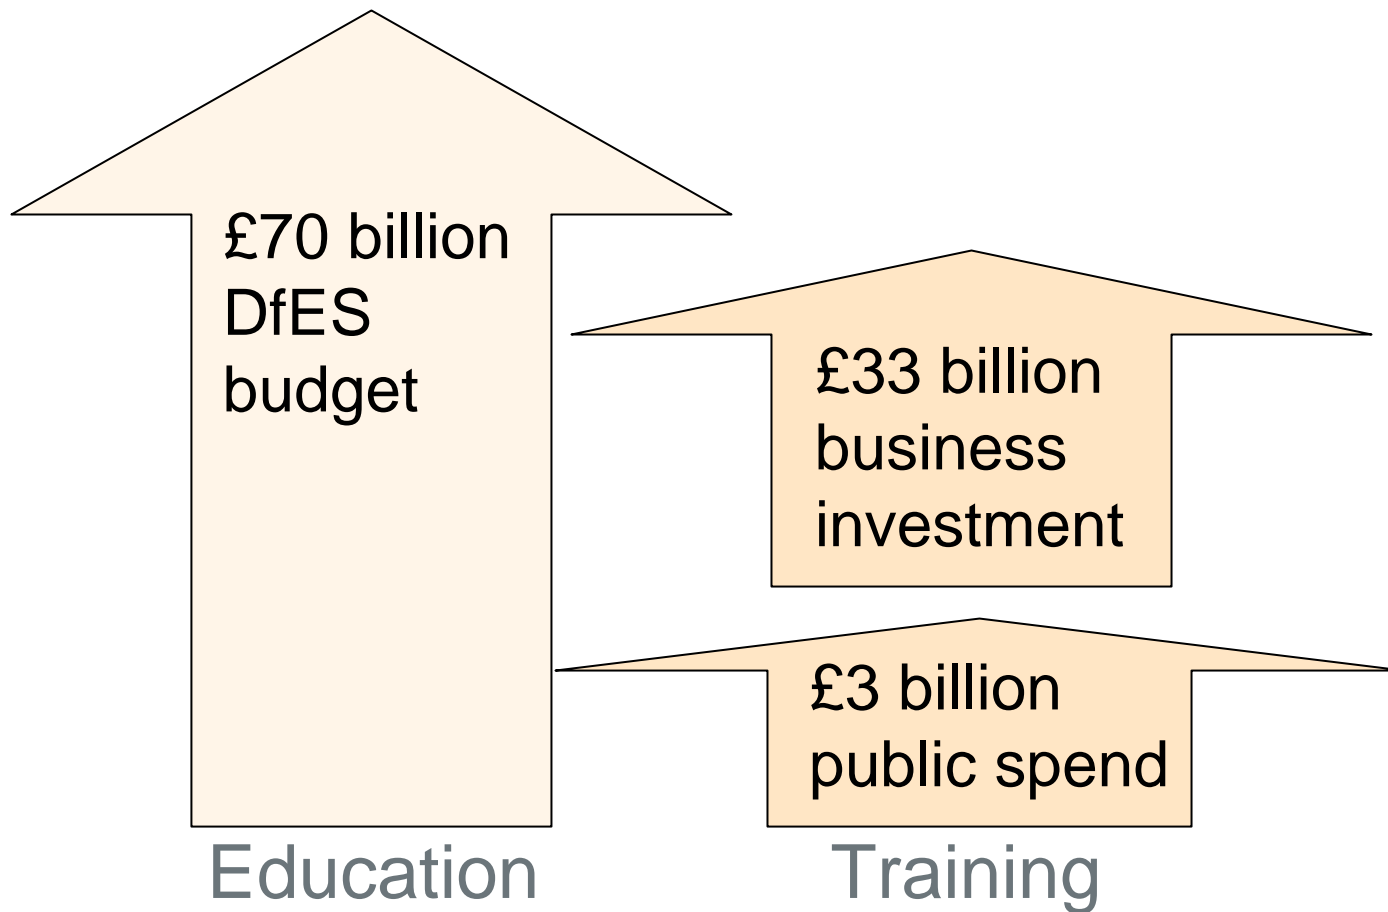 £70 billion
DfES
budget
£33 billion
business
investment
£3 billion
public spend
Education
Training